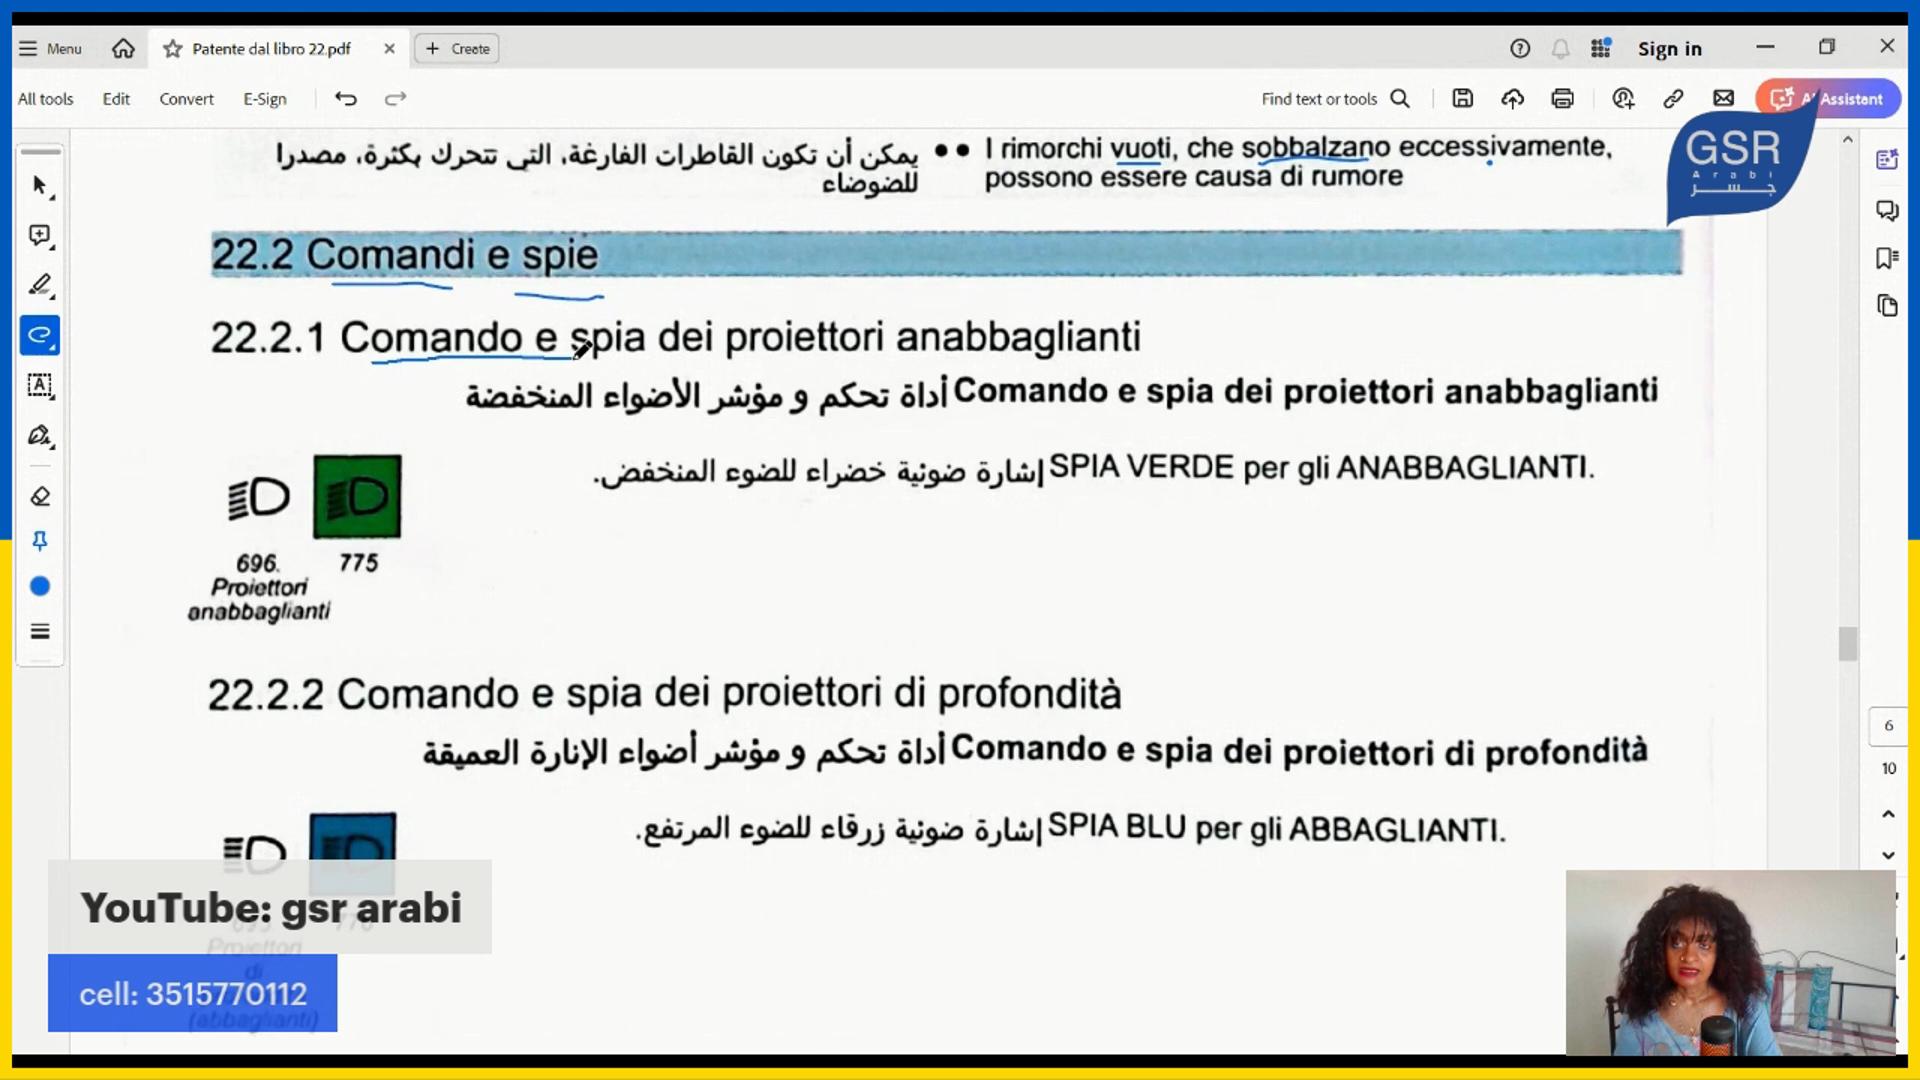 Menu
Patente dal libro 22.pdf
Create
Sign in
All tools
Edit
Convert
E-Sign
Find text or tools
AI Assistant
GSR
Arabi
جسر
I rimorchi vuoti, che sobbalzano eccessivamente,
possono essere causa di rumore
يمكن أن تكون القاطرات الفارغة، التي تتحرك بكثرة، مصدرا
للضوضاء
22.2 Comandi e spie
22.2.1 Comando e spia dei proiettori anabbaglianti
Comando e spia dei proiettori anabbaglianti أداة تحكم و مؤشر الأضواء المنخفضة
SPIA VERDE per gli ANABBAGLIANTI. إشارة ضوئية خضراء للضوء المنخفض.
696.
775
Proiettori
anabbaglianti
22.2.2 Comando e spia dei proiettori di profondità
Comando e spia dei proiettori di profondità أداة تحكم و مؤشر أضواء الإنارة العميقة
SPIA BLU per gli ABBAGLIANTI. إشارة ضوئية زرقاء للضوء المرتفع.
Proiettori
di
(abbaglianti)
YouTube: gsr arabi
cell: 3515770112
6
10